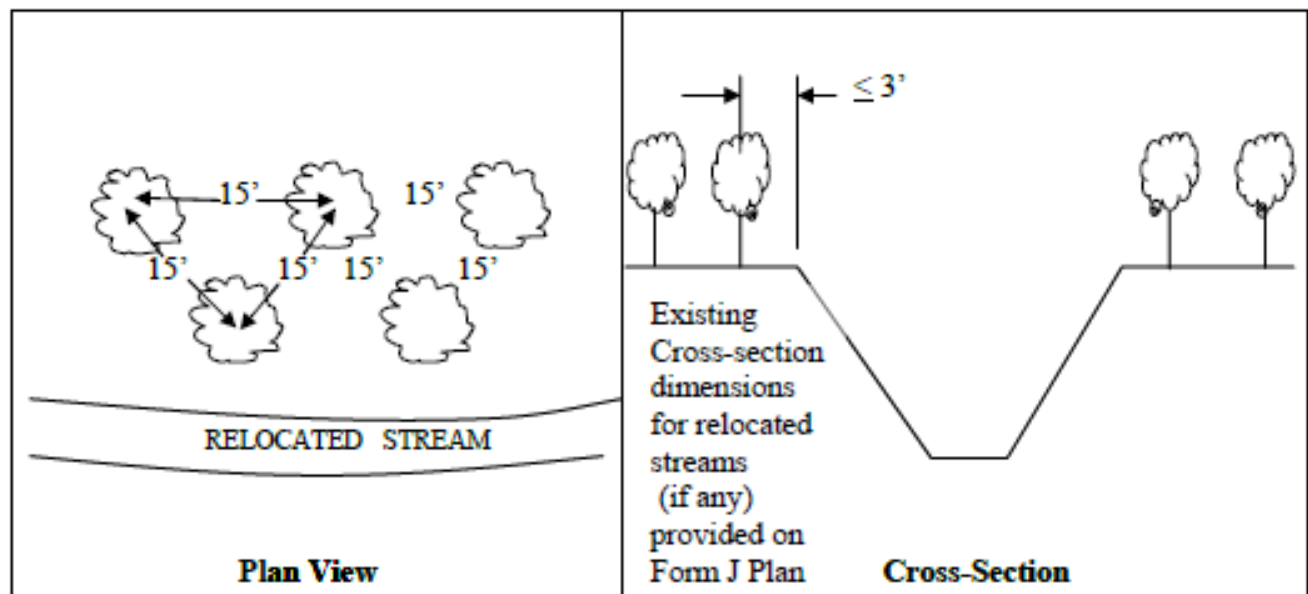 15’ 15’
15’ 15’ 15’ 15’
RELOCATED STREAM
Plan View
≤ 3’
Existing
Cross-section
dimensions
for relocated
streams
(if any)
provided on
Form J Plan
Cross-Section